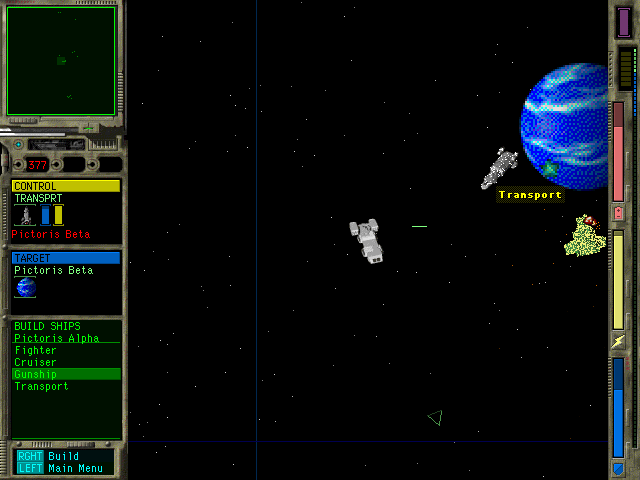 377
CONTROL
TRANSPRT
Pictoris Beta
TARGET
Pictoris Beta
BUILD SHIPS
Pictoris Alpha
Fighter
Cruiser
Gunship
Transport
RGHT Build
LEFT Main Menu
Transport